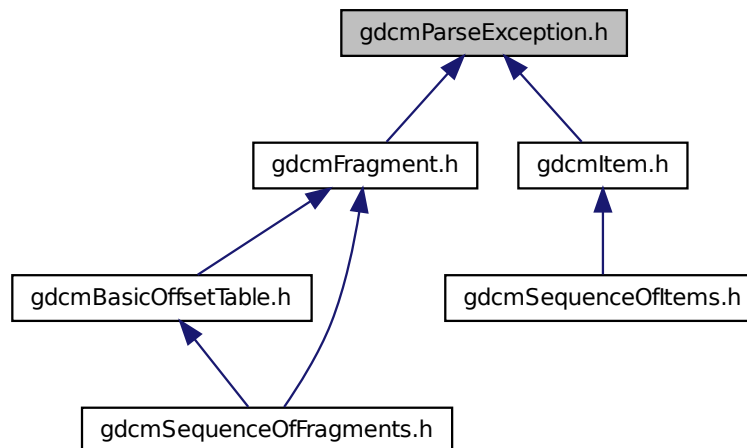 gdcmParseException.h
gdcmFragment.h
gdcmItem.h
gdcmBasicOffsetTable.h
gdcmSequenceOfItems.h
gdcmSequenceOfFragments.h